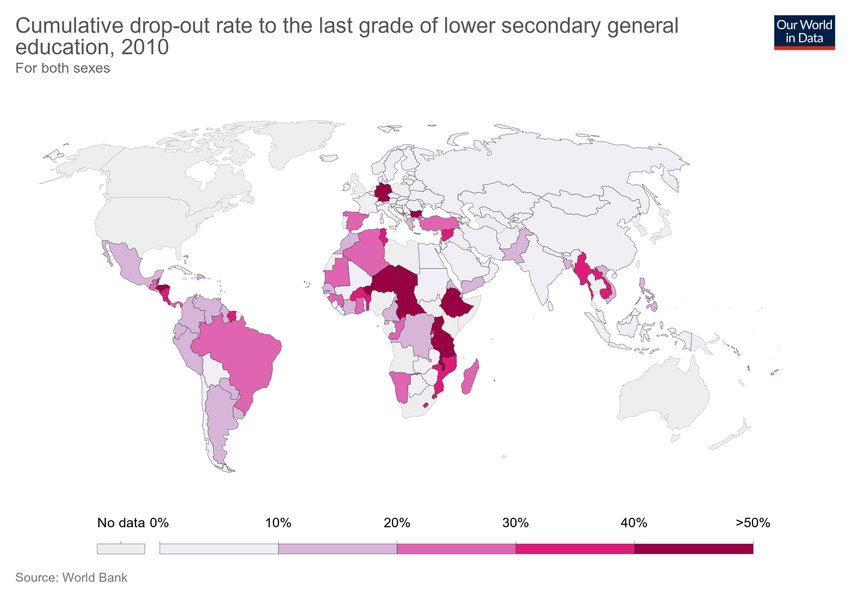 Cumulative drop-out rate to the last grade of lower secondary general
education, 2010
For both sexes
Our World
in Data
No data 0% 10% 20% 30% 40% >50%
Source: World Bank